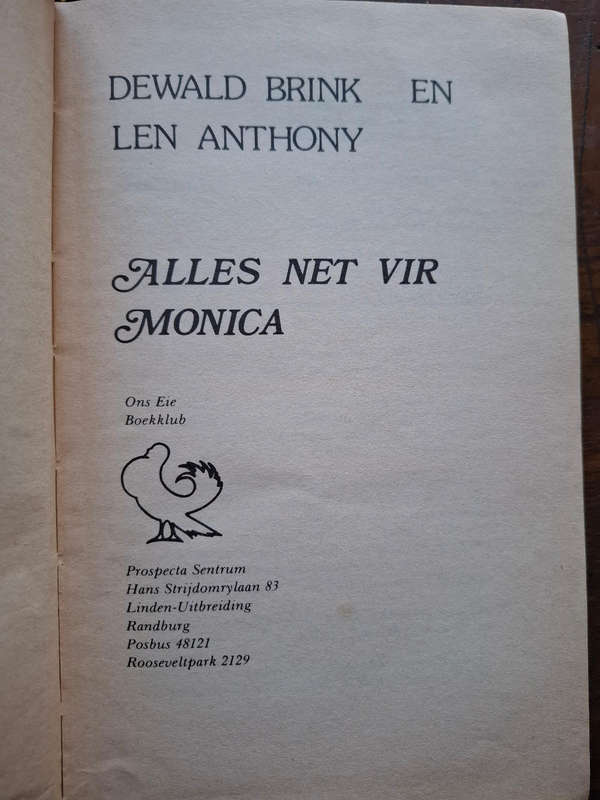 DEWALD BRINK EN
LEN ANTHONY
ALLES NET VIR
MONICA
Ons Eie
Boekklub
Prospecta Sentrum
Hans Strijdomrylaan 83
Linden-Uitbreiding
Randburg
Posbus 48121
Rooseveltpark 2129